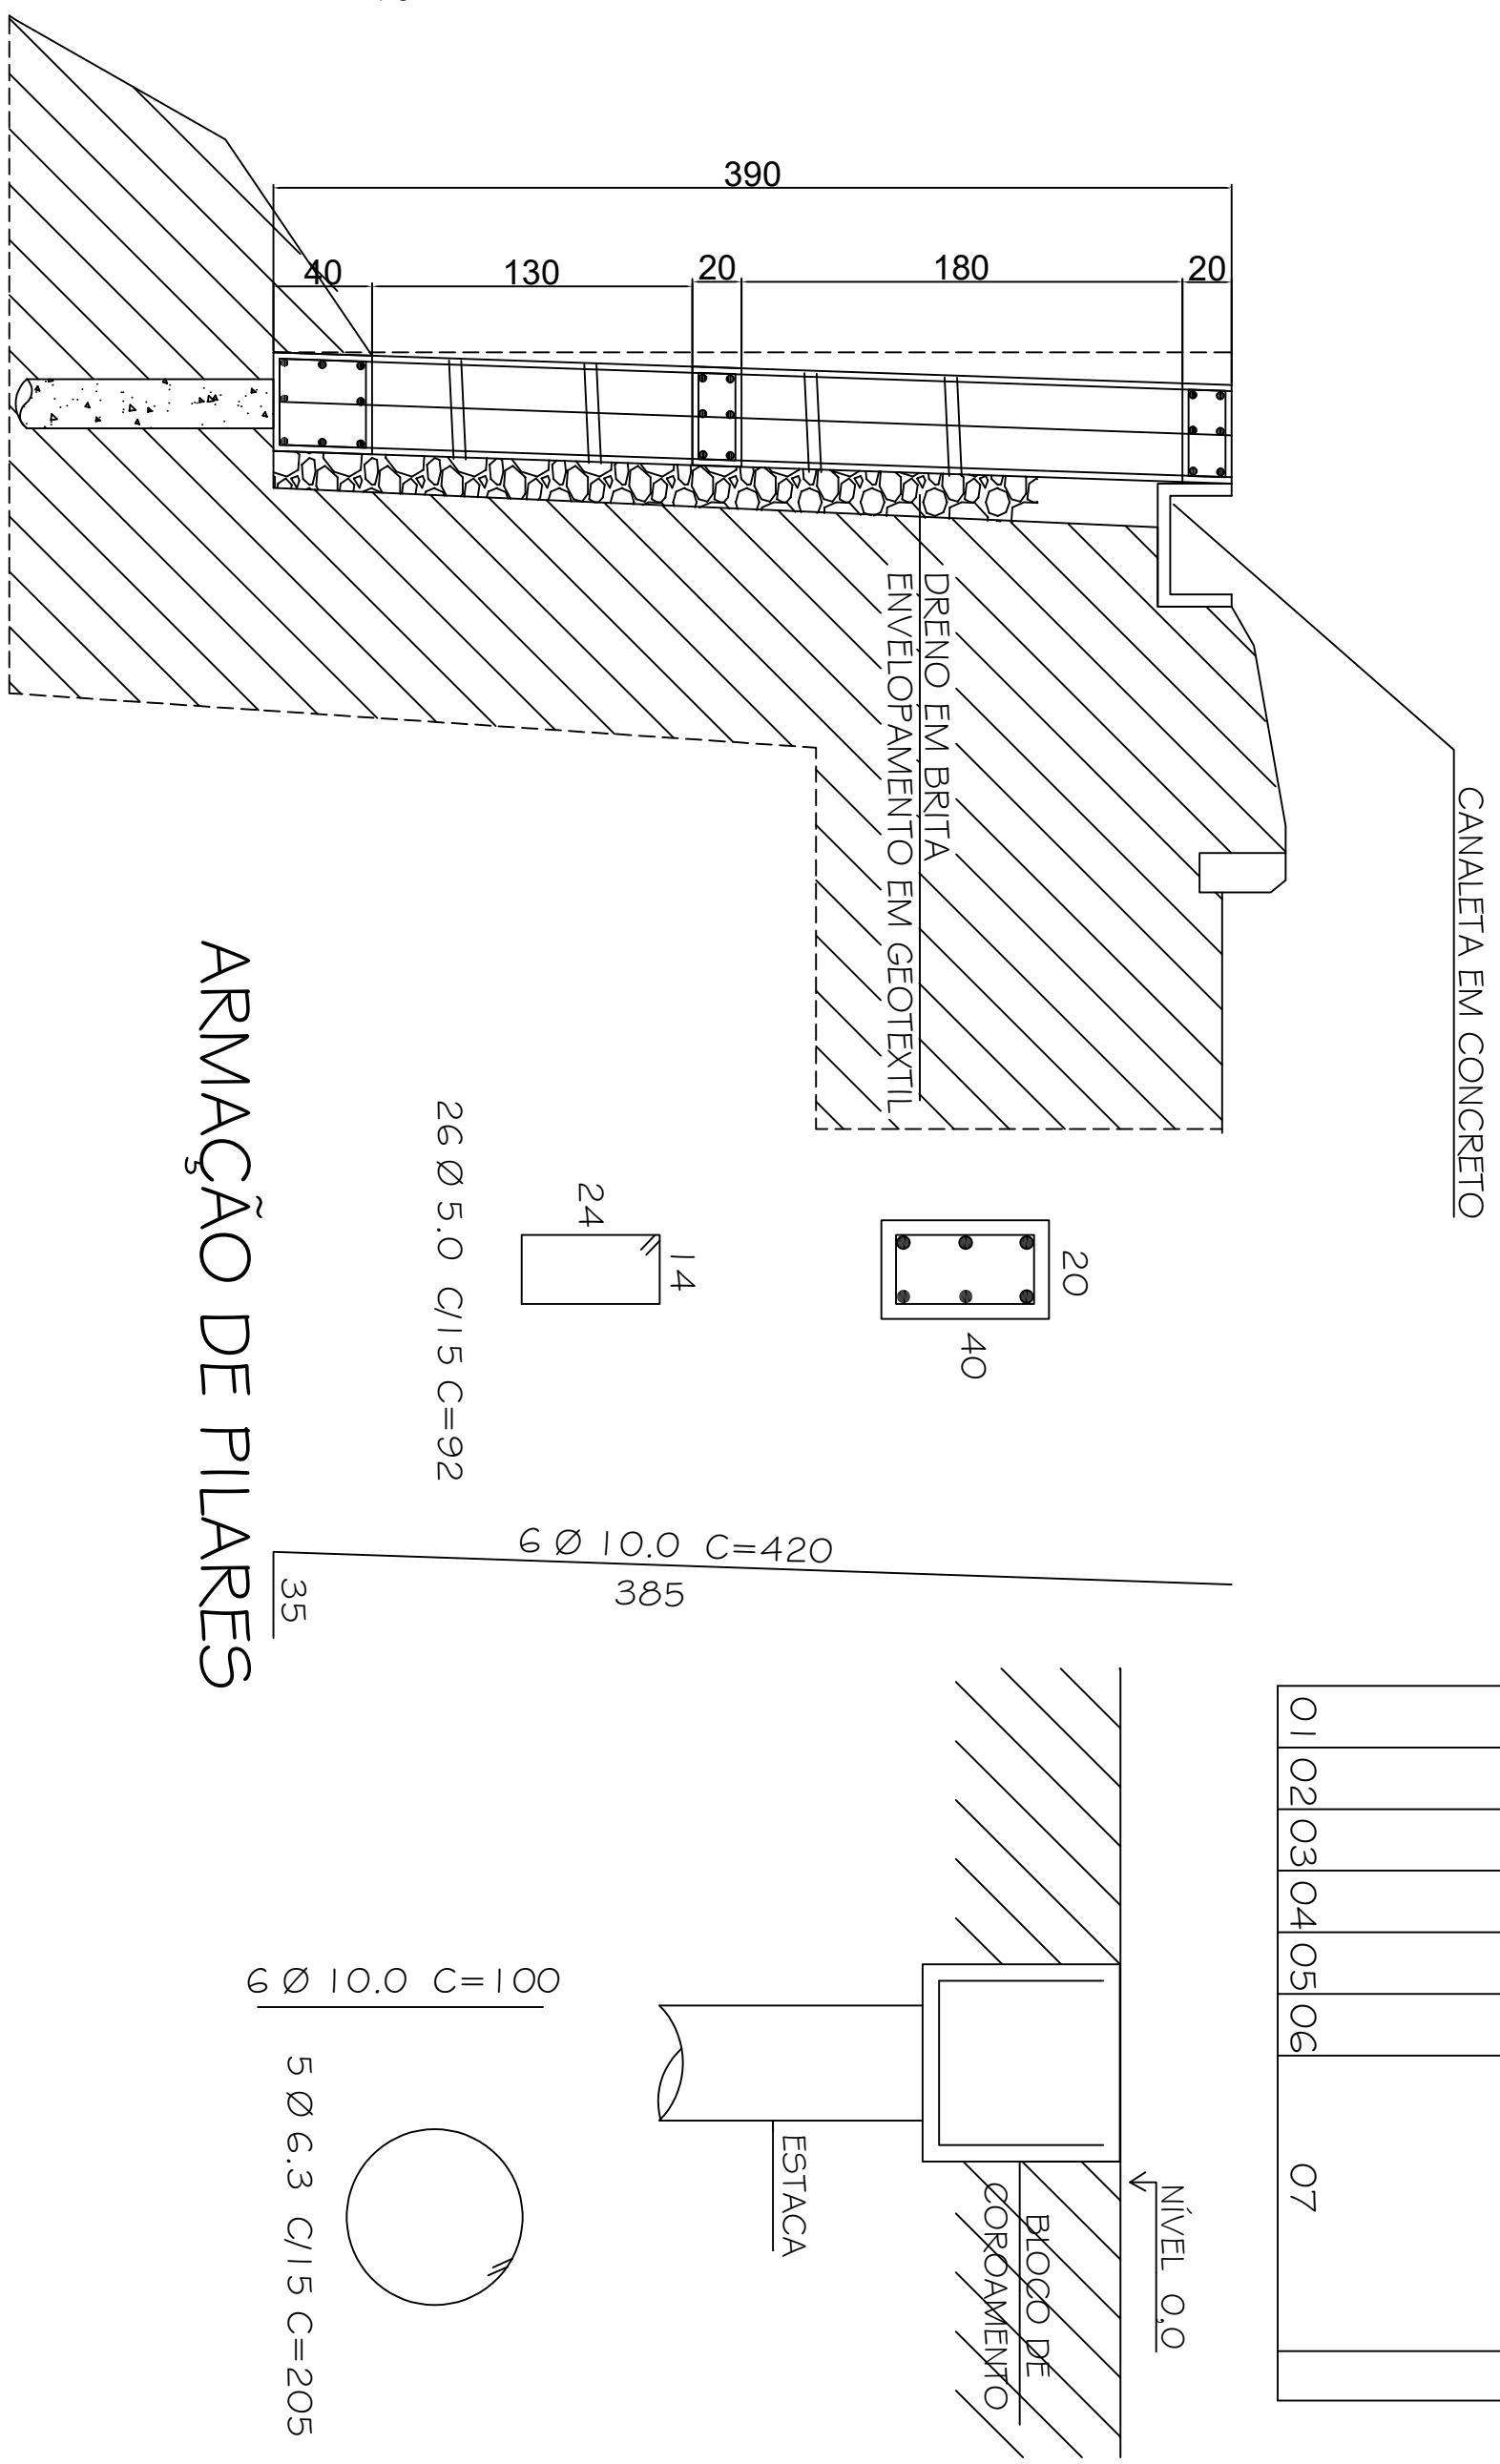 390
40
130
20
180
20
CANALETA EM CONCRETO
DRENO EM BRITA
ENVELOPAMENTO EM GEOTEXTIL
20
40
14
24
26 Ø 5.0 C/15 C=92
6 Ø 10.0 C=420
385
35
ARMAÇÃO DE PILARES
01
02
03
04
05
06
07
NÍVEL 0,0
BLOCO DE
COROAMENTO
ESTACA
6 Ø 10.0 C=100
5 Ø 6.3 C/15 C=205